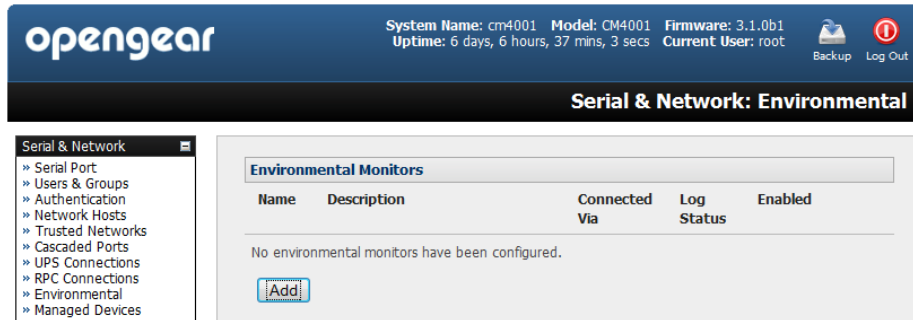 opengear
System Name: cm4001 Model: CM4001 Firmware: 3.1.0b1
Uptime: 6 days, 6 hours, 37 mins, 3 secs Current User: root
Backup Log Out
Serial & Network: Environmental
Serial & Network
» Serial Port
» Users & Groups
» Authentication
» Network Hosts
» Trusted Networks
» Cascaded Ports
» UPS Connections
» RPC Connections
» Environmental
» Managed Devices
Environmental Monitors
Name Description Connected Via Log Status Enabled
No environmental monitors have been configured.
Add